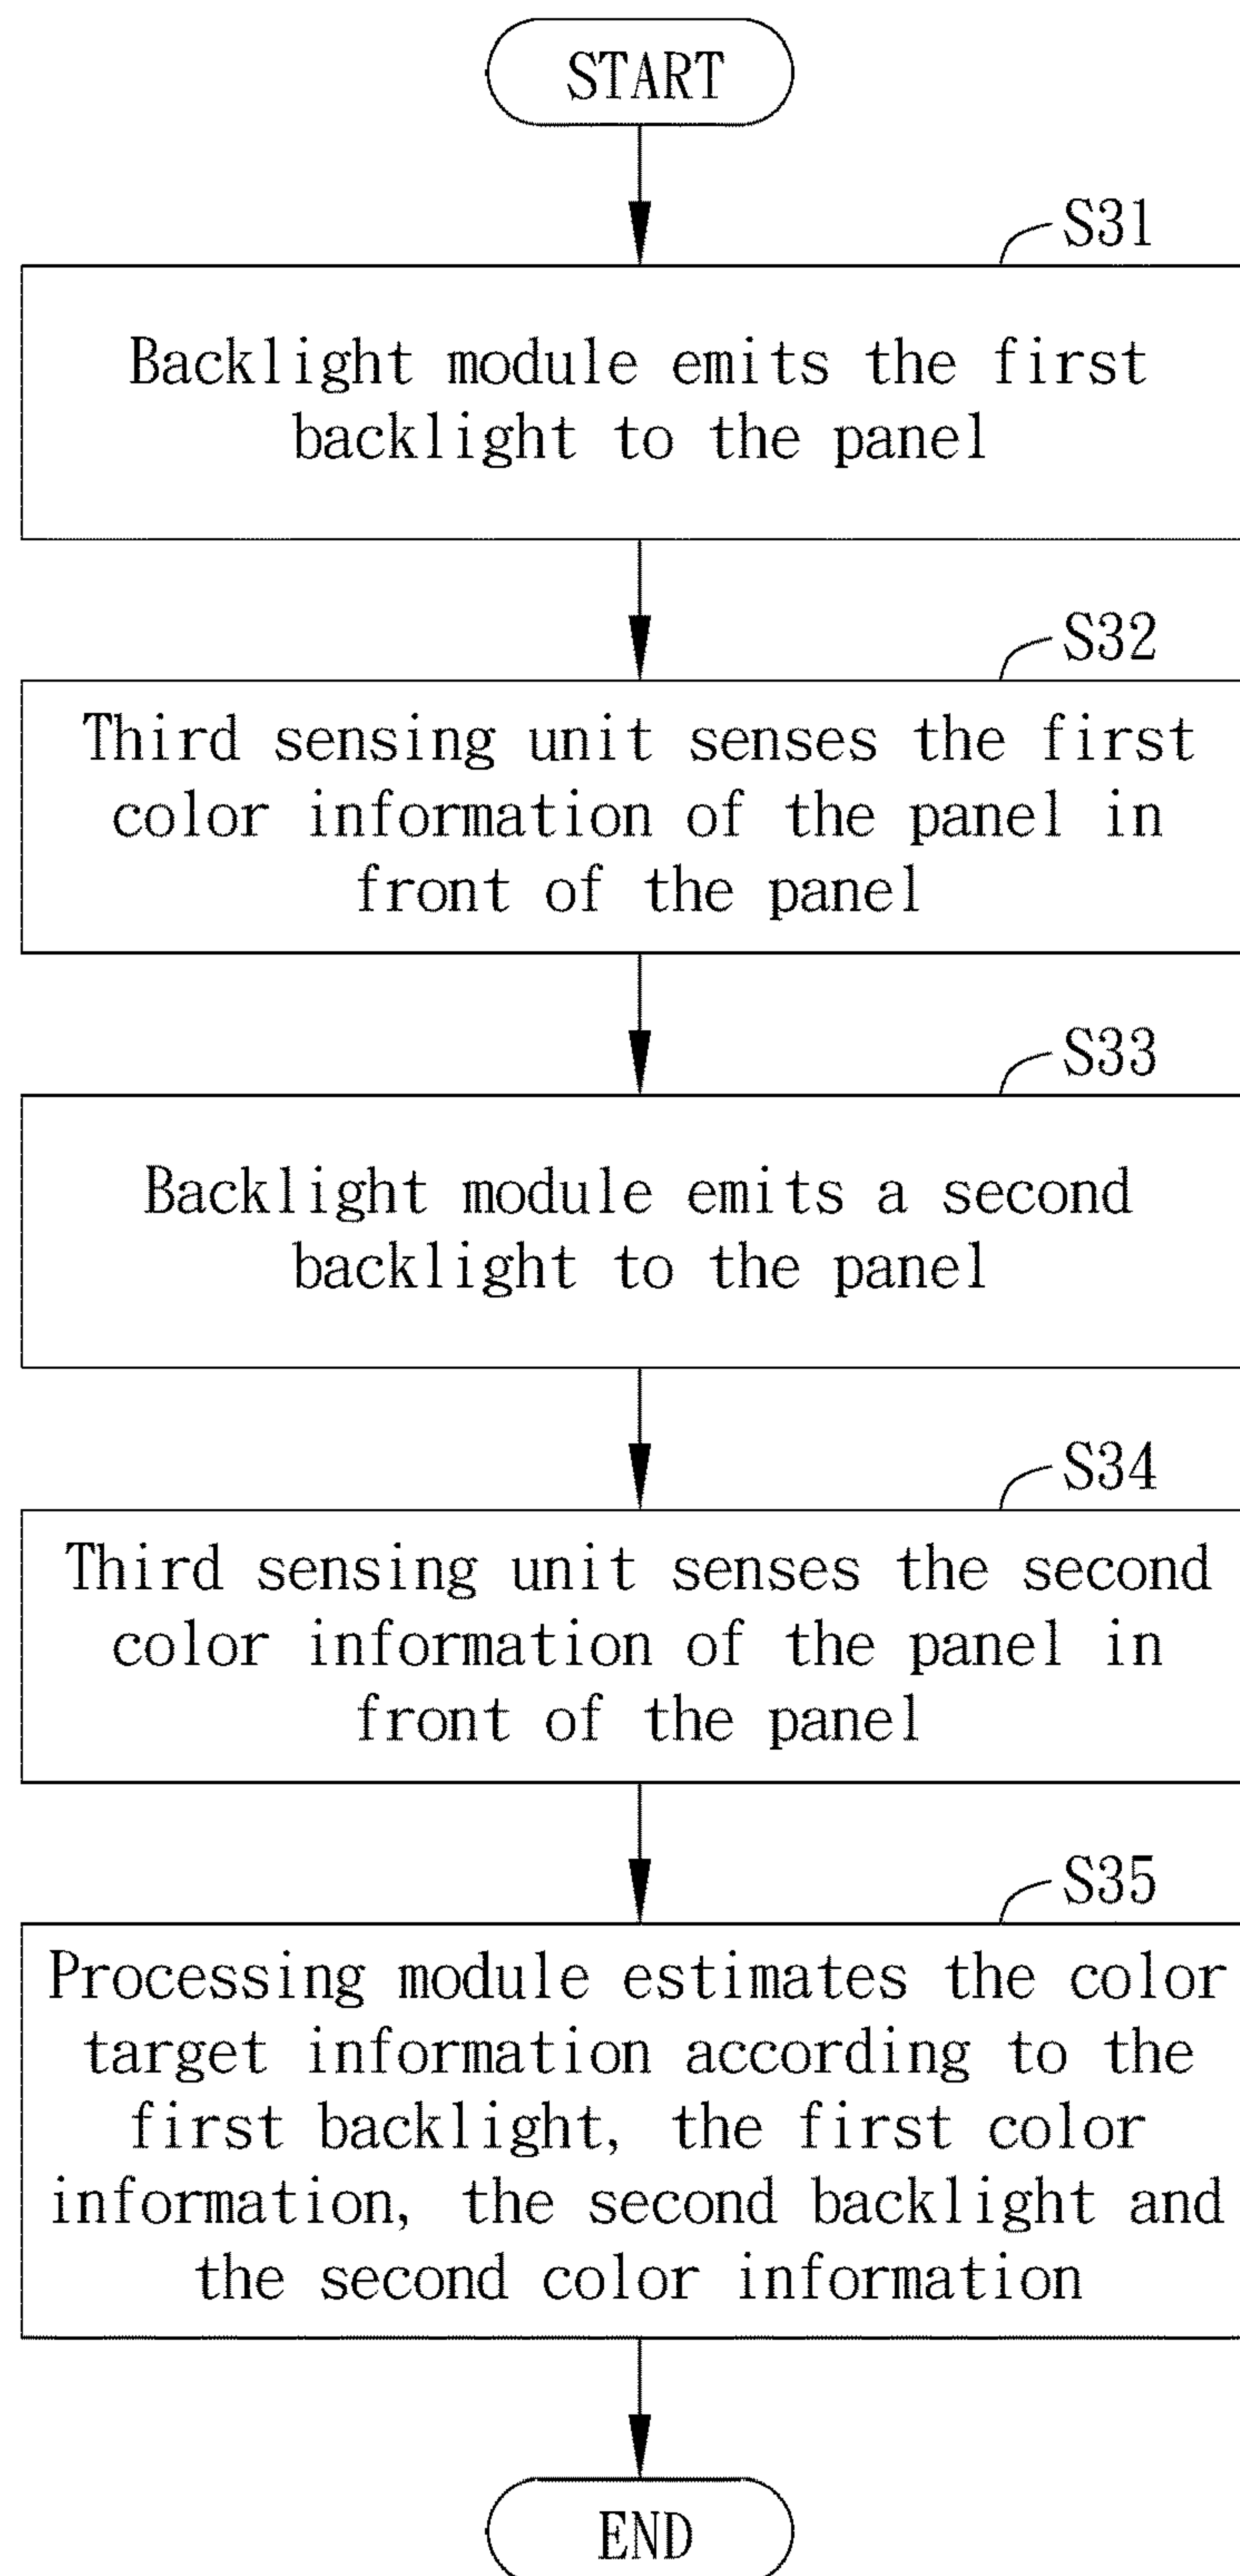 START
S31
Backlight module emits the first
backlight to the panel
S32
Third sensing unit senses the first
color information of the panel in
front of the panel
S33
Backlight module emits a second
backlight to the panel
S34
Third sensing unit senses the second
color information of the panel in
front of the panel
S35
Processing module estimates the color
target information according to the
first backlight, the first color
information, the second backlight and
the second color information
END